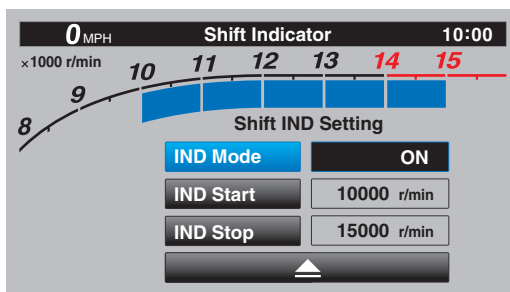 0 MPH Shift Indicator 10:00
×1000 r/min
8 9 10 11 12 13 14 15
Shift IND Setting
IND Mode ON
IND Start 10000 r/min
IND Stop 15000 r/min